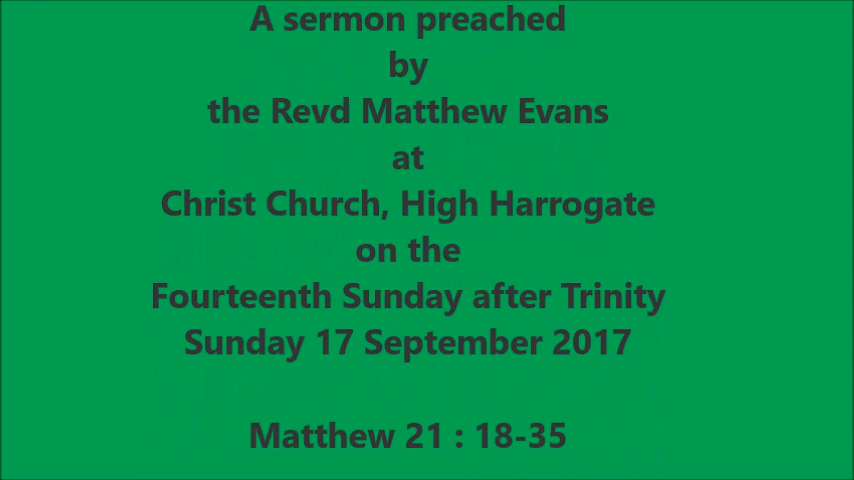 A sermon preached
by
the Revd Matthew Evans
at
Christ Church, High Harrogate
on the
Fourteenth Sunday after Trinity
Sunday 17 September 2017
Matthew 21 : 18-35